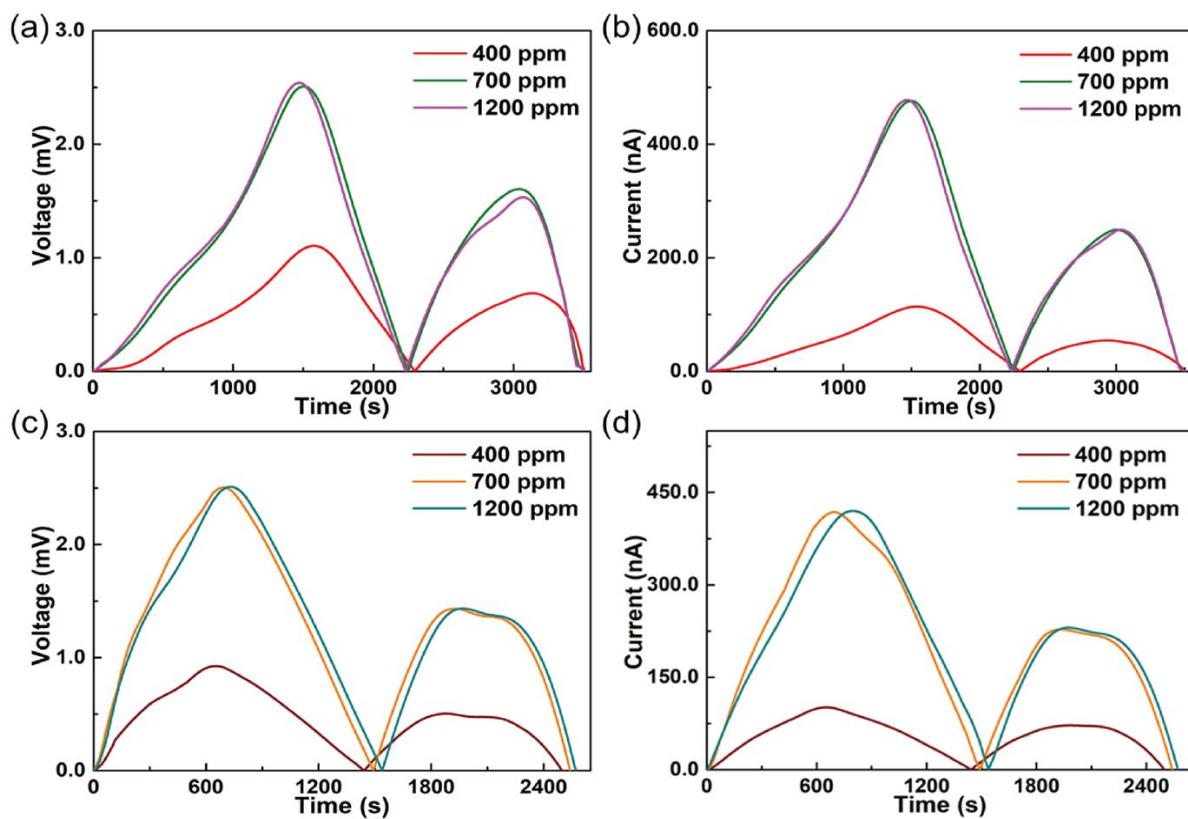 (a)
3.0
2.0
1.0
0.0
Voltage (mV)
400 ppm
700 ppm
1200 ppm
0
1000
2000
3000
Time (s)
(b)
600.0
400.0
200.0
0.0
Current (nA)
400 ppm
700 ppm
1200 ppm
0
1000
2000
3000
Time (s)
(c)
3.0
2.0
1.0
0.0
Voltage (mV)
400 ppm
700 ppm
1200 ppm
0
600
1200
1800
2400
Time (s)
(d)
450.0
300.0
150.0
0.0
Current (nA)
400 ppm
700 ppm
1200 ppm
0
600
1200
1800
2400
Time (s)